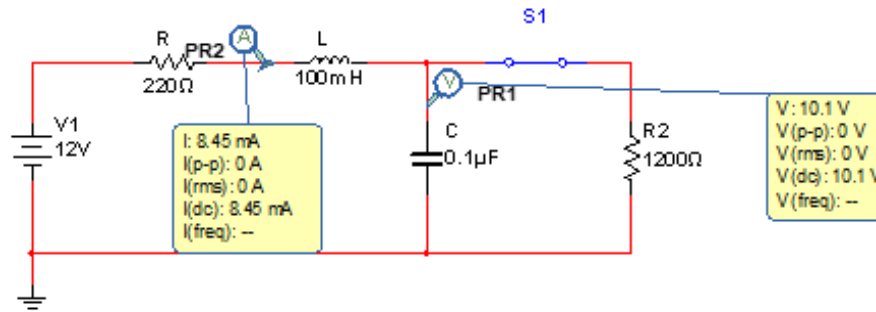 S1
R
PR2
A
L
220Ω
100mH
V
PR1
V1
12V
C
0.1µF
R2
1200Ω
I: 8.45 mA
I(p-p): 0 A
I(rms): 0 A
I(dc): 8.45 mA
I(freq): --
V: 10.1 V
V(p-p): 0 V
V(rms): 0 V
V(dc): 10.1 V
V(freq): --